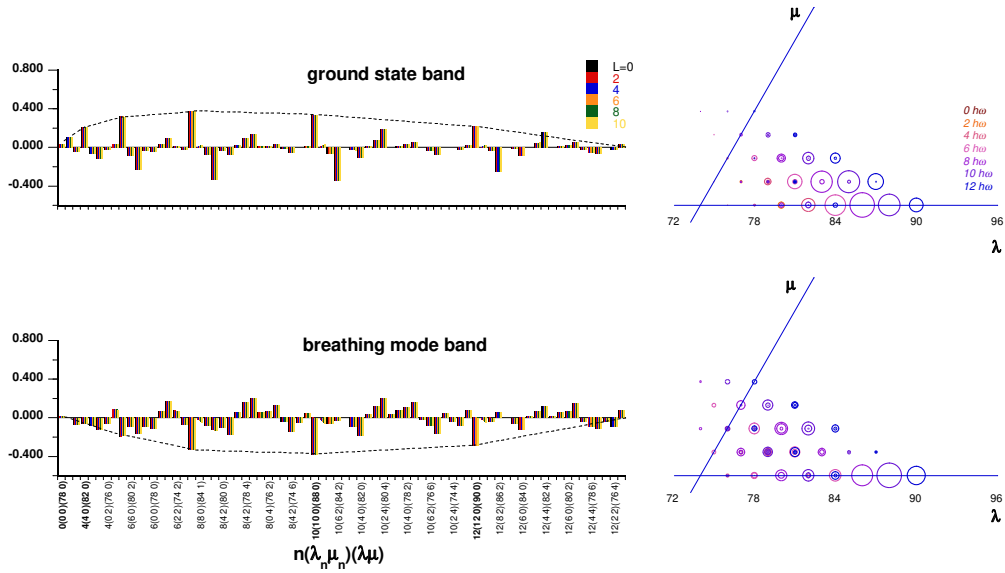 μ
0.800
0.400
0.000
-0.400
ground state band
L=0
2
4
6
8
10
0 ħω
2 ħω
4 ħω
6 ħω
8 ħω
10 ħω
12 ħω
72 78 84 90 96
λ
μ
0.800
0.400
0.000
-0.400
breathing mode band
72 78 84 90 96
λ
0(0 0)(78 0)
4(4 0)(82 0)
4(0 2)(76 0)
6(6 0)(80 0)
6(0 0)(78 0)
6(2 2)(74 2)
8(8 0)(84 1)
8(4 0)(80 0)
8(2 4)(78 2)
8(0 4)(76 2)
8(2 4)(74 6)
10(10 0)(88 0)
10(6 2)(84 2)
10(2 4)(82 0)
10(2 4)(80 4)
10(2 4)(78 6)
10(6 2)(76 4)
10(2 4)(74 4)
12(12 0)(90 0)
12(8 2)(86 2)
12(6 0)(84 0)
12(4 4)(82 4)
12(6 0)(80 2)
12(4 4)(78 6)
12(2 2)(76 4)
n(λₙμₙ)(λμ)